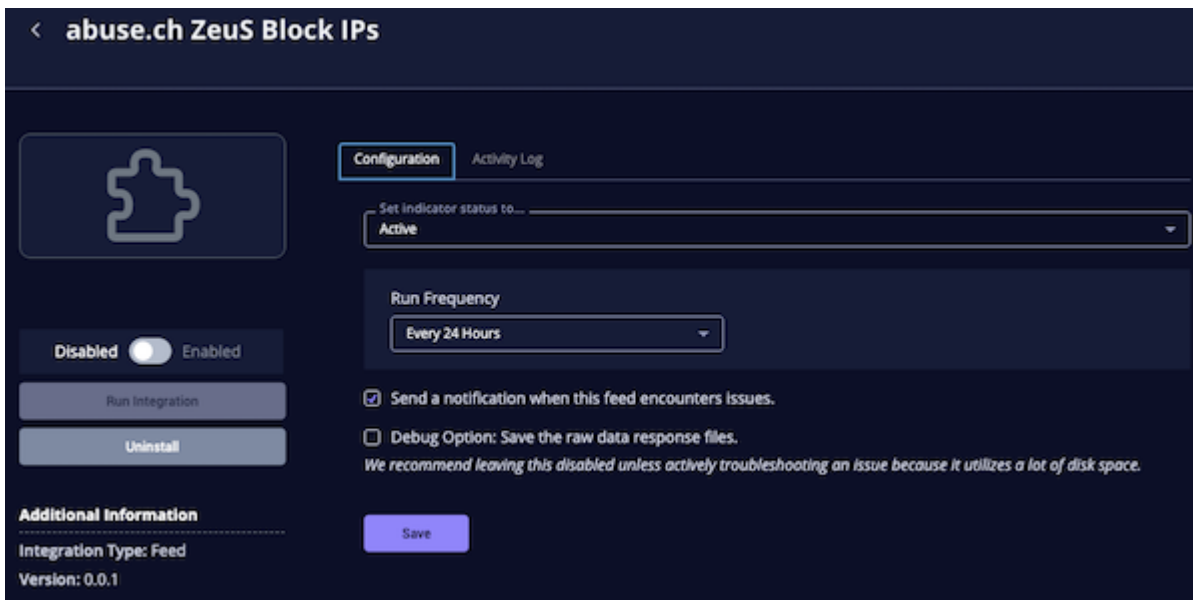 abuse.ch ZeuS Block IPs
Configuration
Activity Log
Set indicator status to...
Active
Run Frequency
Every 24 Hours
Disabled
Enabled
Run Integration
Uninstall
Send a notification when this feed encounters issues.
Debug Option: Save the raw data response files.
We recommend leaving this disabled unless actively troubleshooting an issue because it utilizes a lot of disk space.
Save
Additional Information
Integration Type: Feed
Version: 0.0.1